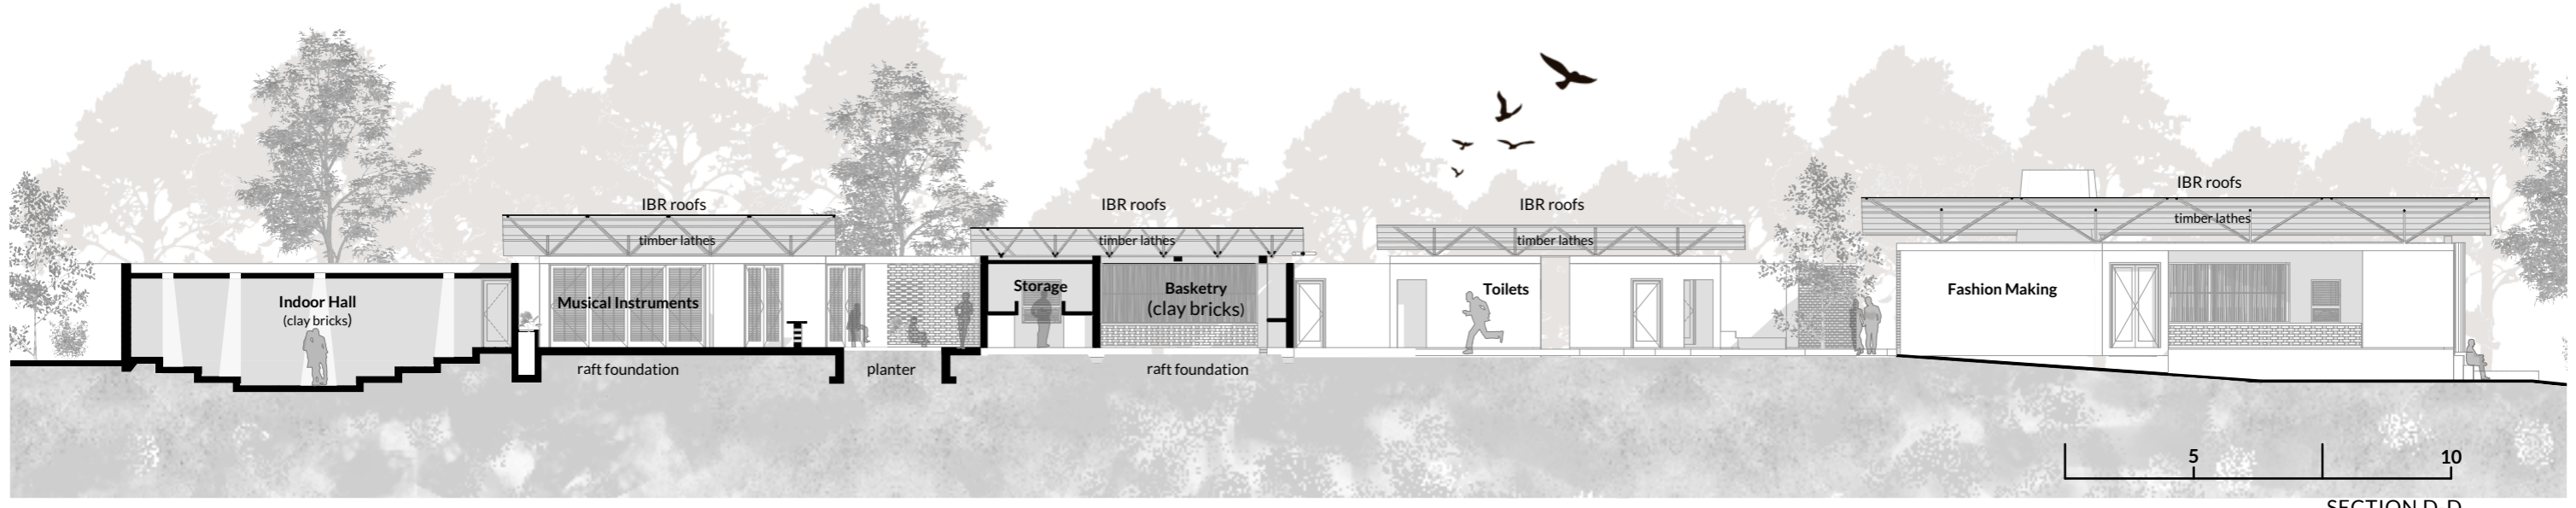 IBR roofs
timber lathes
IBR roofs
timber lathes
IBR roofs
timber lathes
IBR roofs
timber lathes
Indoor Hall
(clay bricks)
Musical Instruments
Storage
Basketry
(clay bricks)
Toilets
Fashion Making
raft foundation
planter
raft foundation
5
10
SECTION D-D